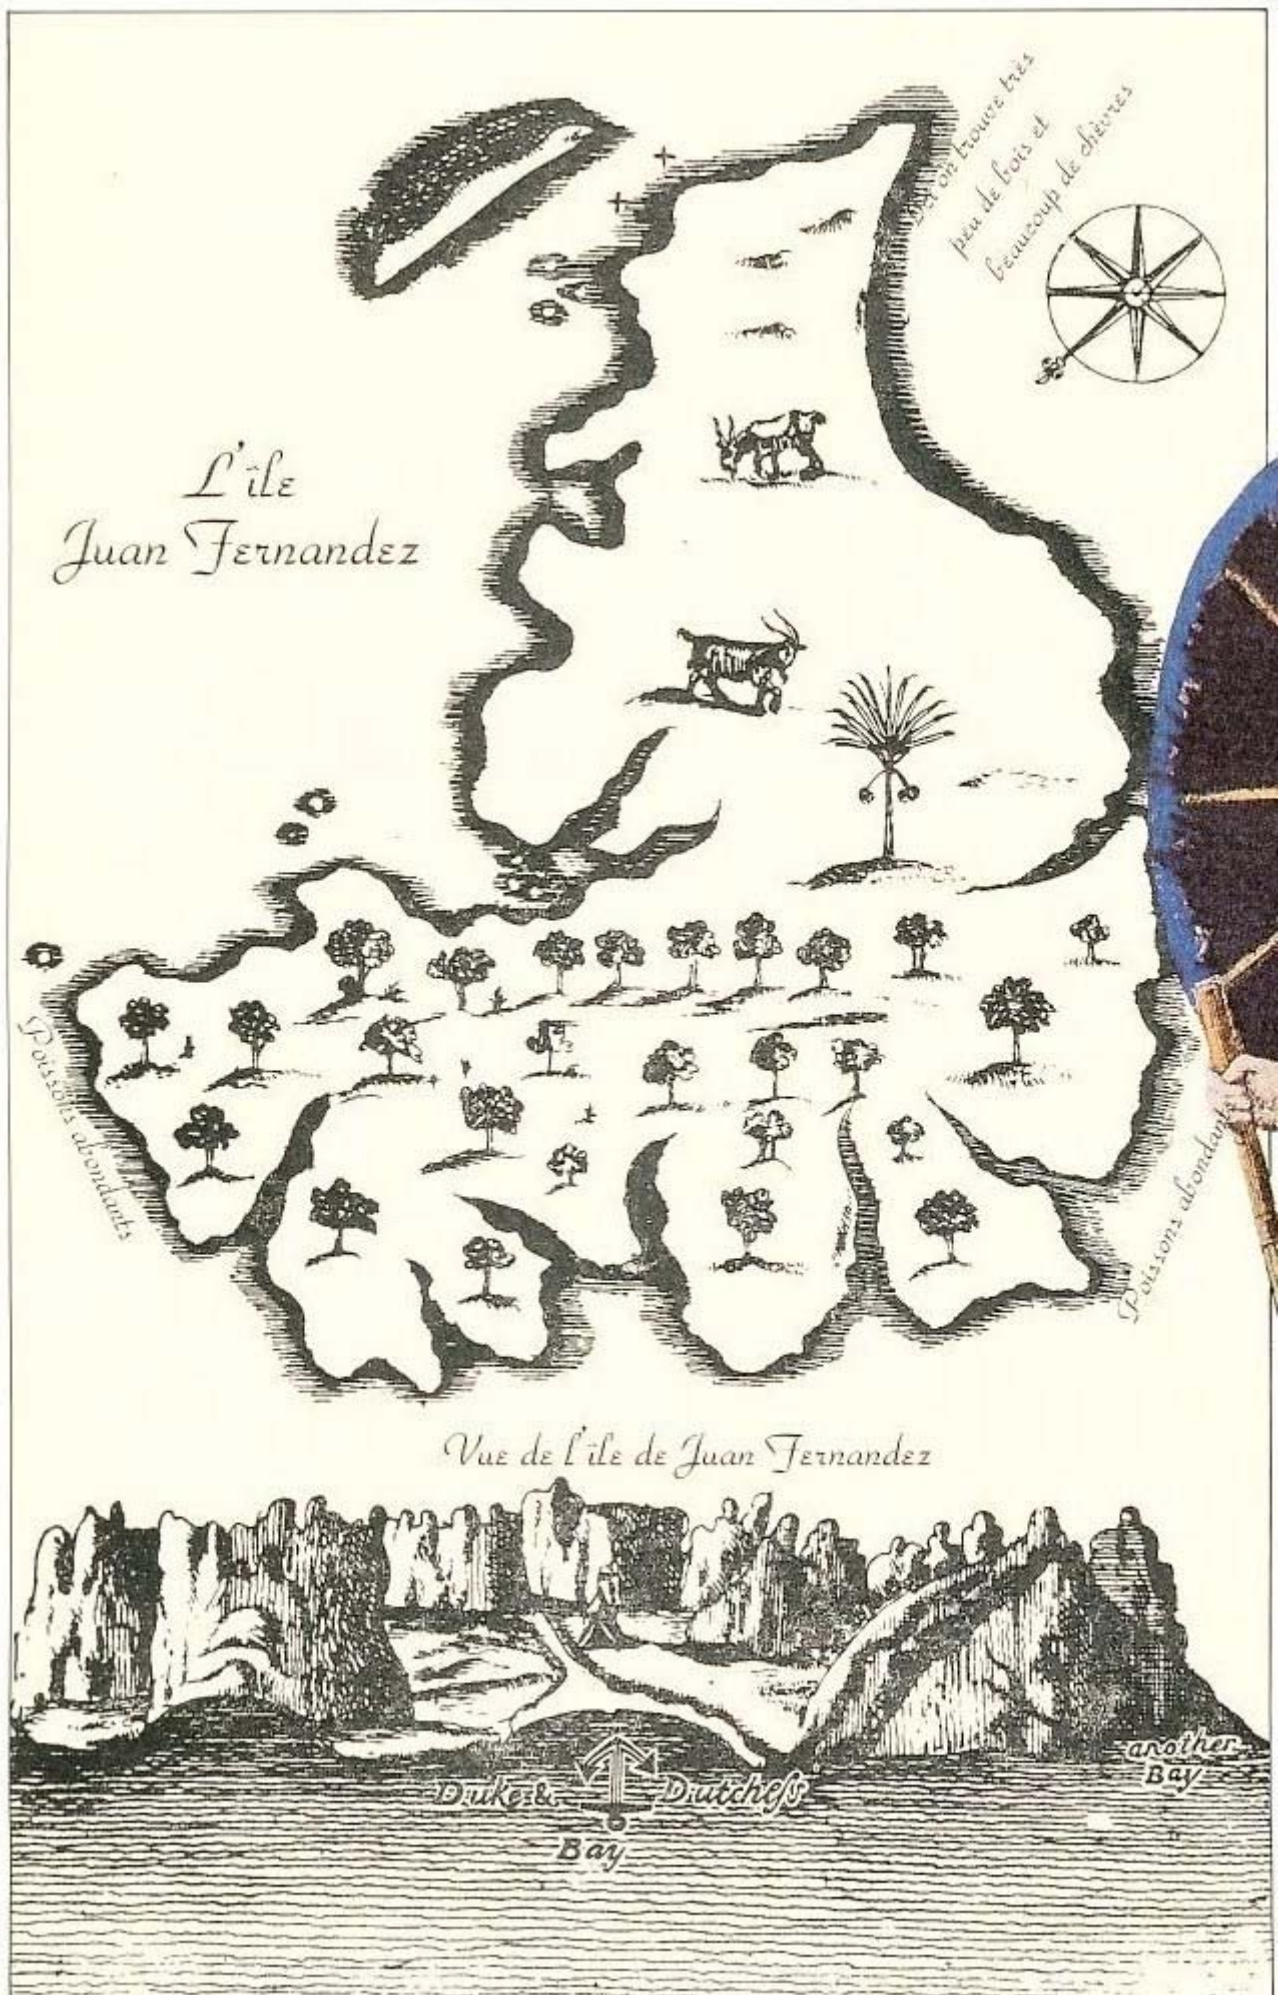 on trouve très
peu de bois et
beaucoup de chèvres
L'île
Juan Fernandez
Poissons abondants
Poissons abondant
Vue de l'île de Juan Fernandez
another
Bay
Duke &
Dutcheſs
Bay